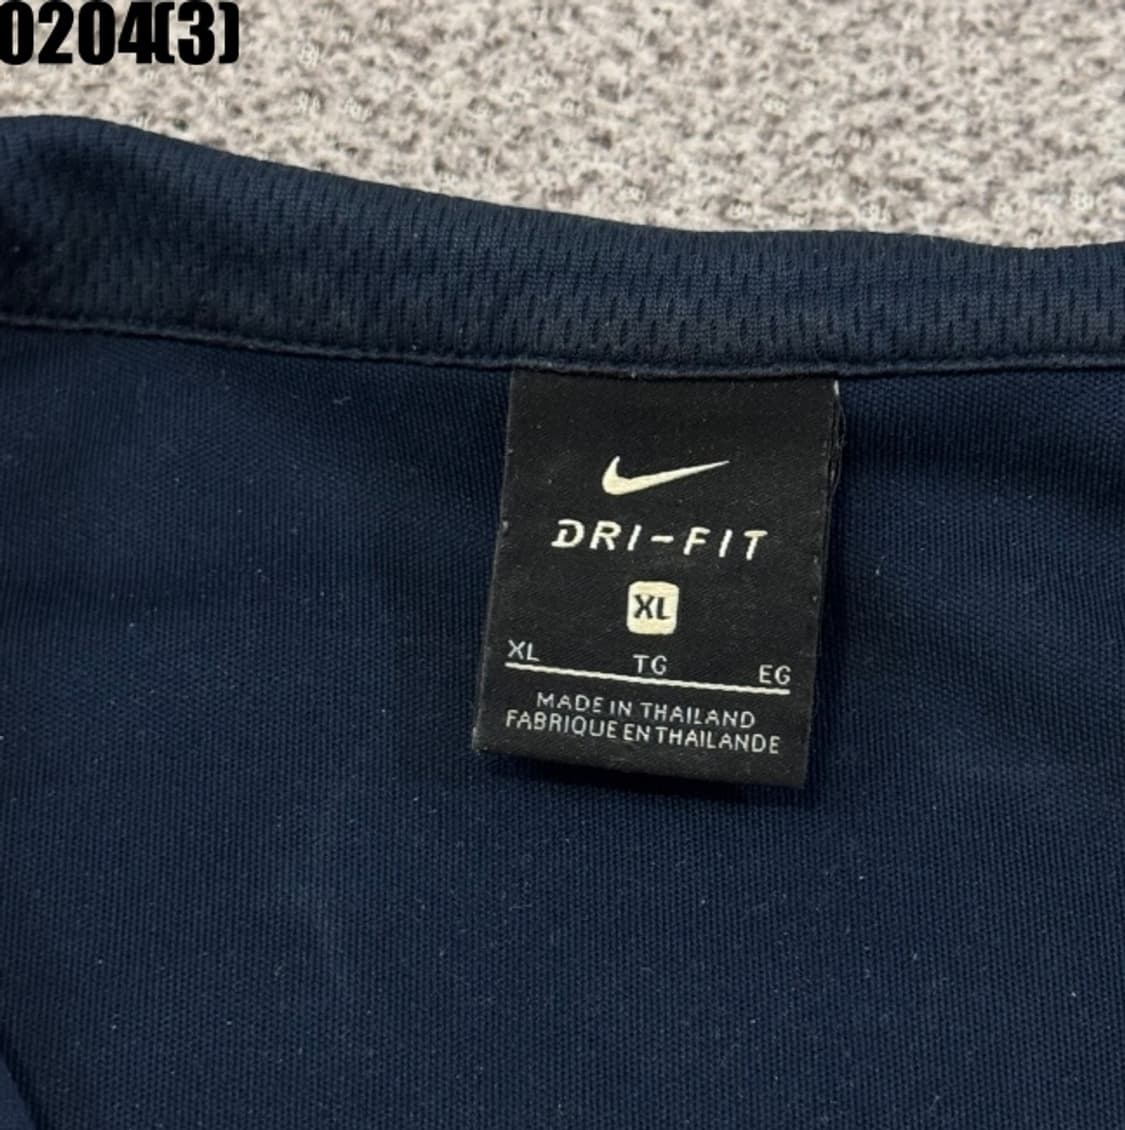 0204(3)
DRI-FIT
XL
XL TG EG
MADE IN THAILAND
FABRIQUE EN THAILANDE